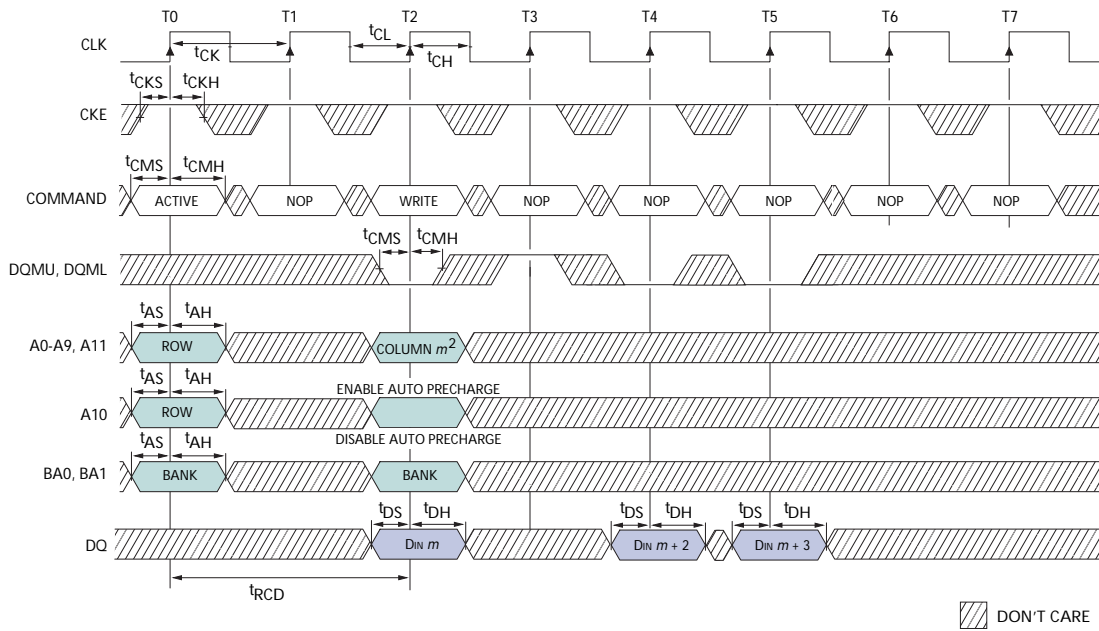 T0 T1 T2 T3 T4 T5 T6 T7
CLK
tCK
tCL
tCH
tCKS tCKH
CKE
tCMS tCMH
COMMAND ACTIVE NOP WRITE NOP NOP NOP NOP NOP
tCMS tCMH
DQMU, DQML
tAS tAH
A0-A9, A11 ROW COLUMN m2
tAS tAH
ENABLE AUTO PRECHARGE
A10 ROW
tAS tAH
DISABLE AUTO PRECHARGE
BA0, BA1 BANK BANK
tDS tDH tDS tDH tDS tDH
DQ DIN m DIN m + 2 DIN m + 3
tRCD
DON'T CARE